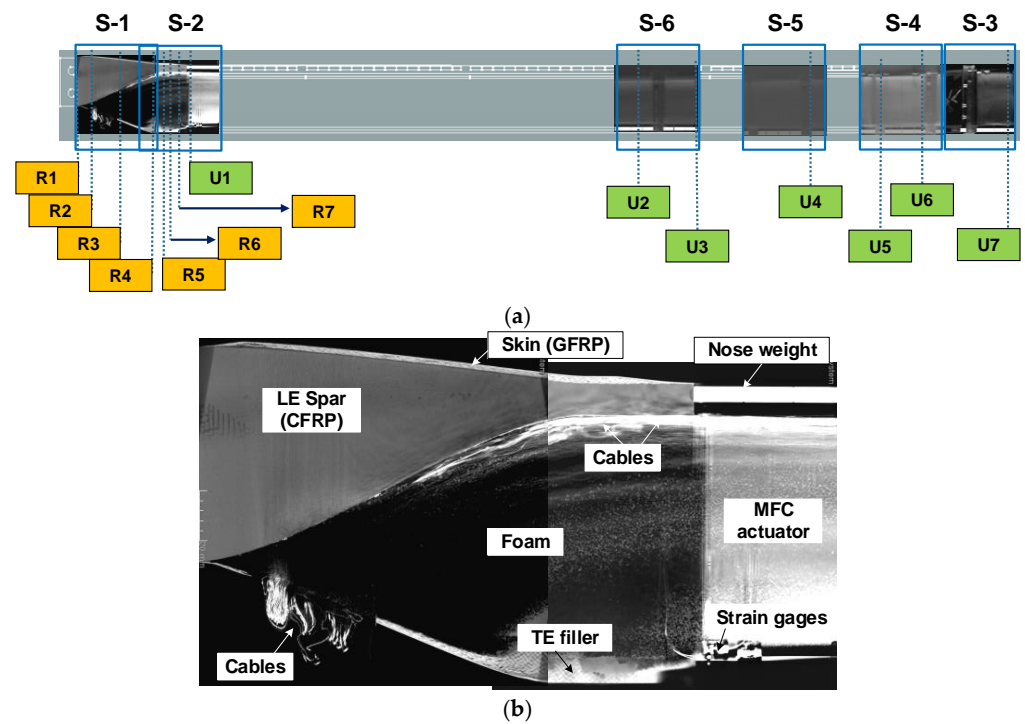 S-1
S-2
S-6
S-5
S-4
S-3
R1
U1
R2
R7
U2
U4
U6
R3
R6
U3
U5
U7
R4
R5
(a)
Skin (GFRP)
Nose weight
LE Spar
(CFRP)
Cables
MFC
actuator
Foam
Strain gages
TE filler
Cables
(b)